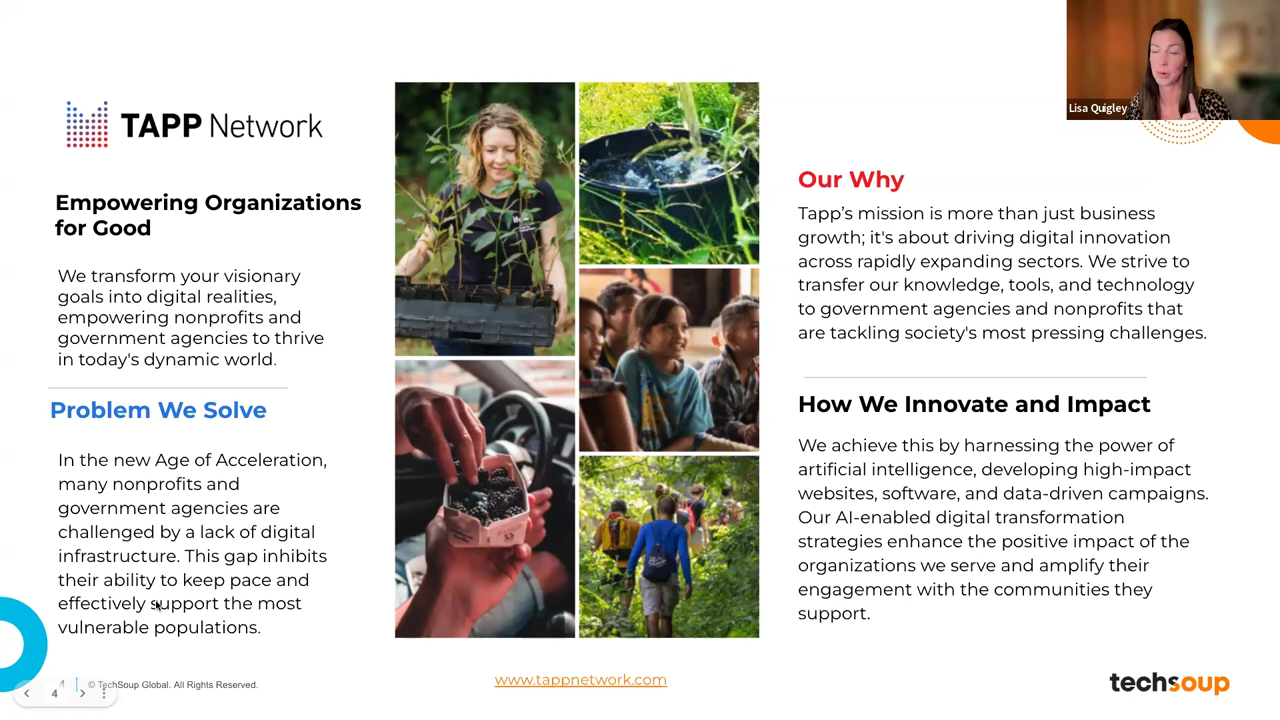 Lisa Quigley
TAPP Network
Empowering Organizations
for Good
We transform your visionary
goals into digital realities,
empowering nonprofits and
government agencies to thrive
in today's dynamic world.
Problem We Solve
In the new Age of Acceleration,
many nonprofits and
government agencies are
challenged by a lack of digital
infrastructure. This gap inhibits
their ability to keep pace and
effectively support the most
vulnerable populations.
Our Why
Tapp’s mission is more than just business
growth; it's about driving digital innovation
across rapidly expanding sectors. We strive to
transfer our knowledge, tools, and technology
to government agencies and nonprofits that
are tackling society's most pressing challenges.
How We Innovate and Impact
We achieve this by harnessing the power of
artificial intelligence, developing high-impact
websites, software, and data-driven campaigns.
Our AI-enabled digital transformation
strategies enhance the positive impact of the
organizations we serve and amplify their
engagement with the communities they
support.
4
© TechSoup Global. All Rights Reserved.
4
www.tappnetwork.com
techsoup